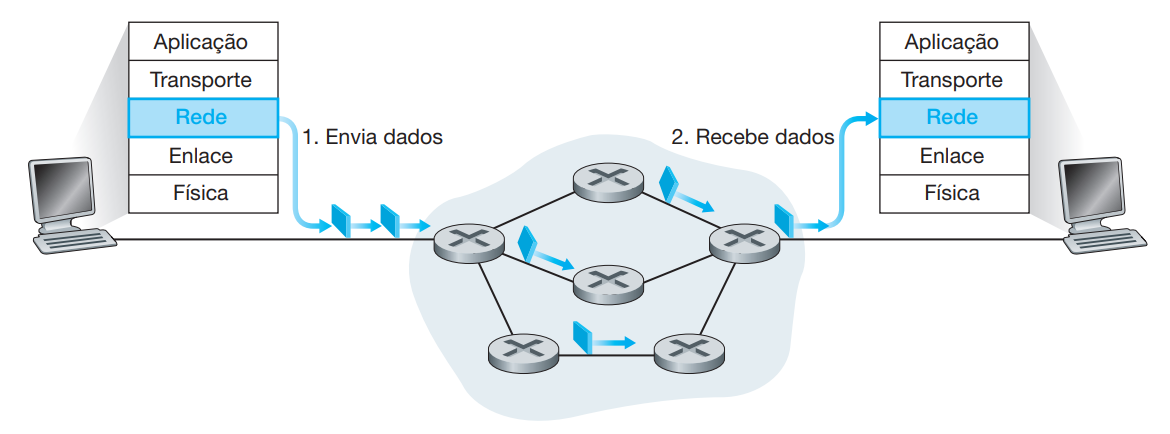 Aplicação
Transporte
Rede
Enlace
Física
1. Envia dados
2. Recebe dados
Aplicação
Transporte
Rede
Enlace
Física